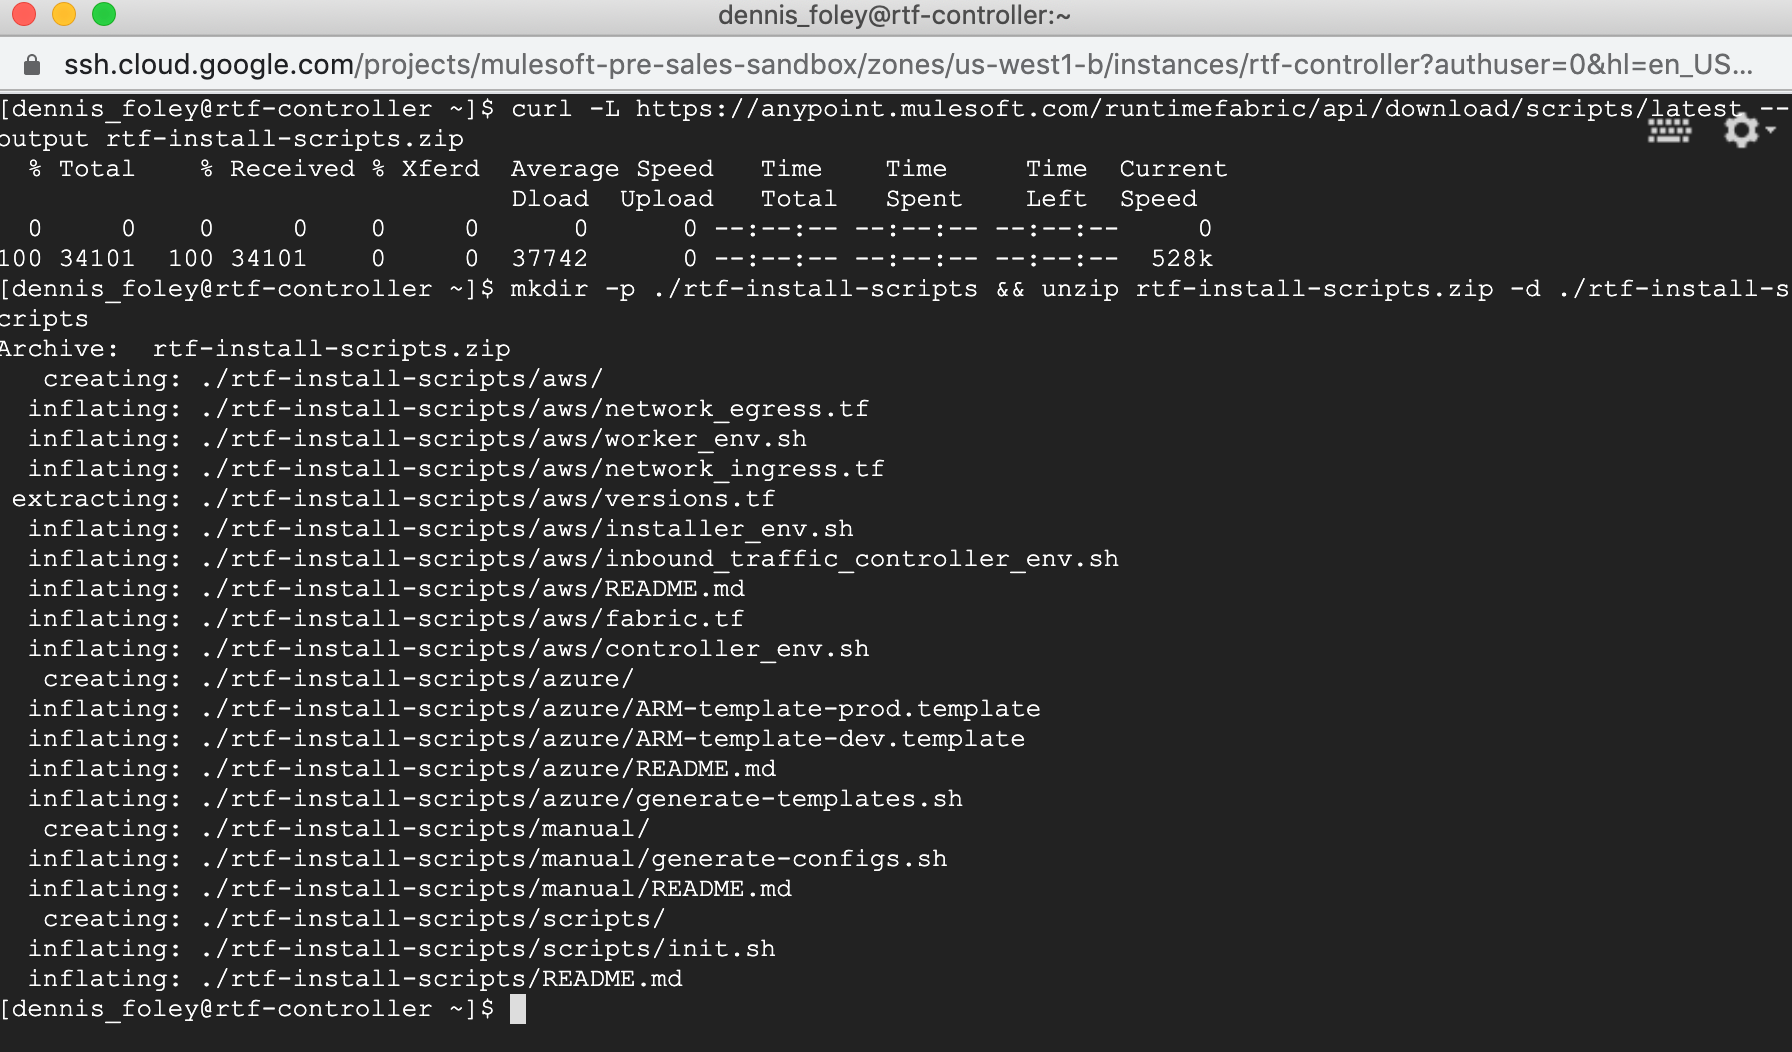 dennis_foley@rtf-controller:~
ssh.cloud.google.com/projects/mulesoft-pre-sales-sandbox/zones/us-west1-b/instances/rtf-controller?authuser=0&hl=en_US...
[dennis_foley@rtf-controller ~]$ curl -L https://anypoint.mulesoft.com/runtimefabric/api/download/scripts/latest --
output rtf-install-scripts.zip
  % Total    % Received % Xferd  Average Speed   Time    Time     Time  Current
                                 Dload  Upload   Total   Spent    Left  Speed
  0     0    0     0    0     0      0      0 --:--:-- --:--:-- --:--:--     0
100 34101  100 34101    0     0  37742      0 --:--:-- --:--:-- --:--:--  528k
[dennis_foley@rtf-controller ~]$ mkdir -p ./rtf-install-scripts && unzip rtf-install-scripts.zip -d ./rtf-install-s
cripts
Archive:  rtf-install-scripts.zip
   creating: ./rtf-install-scripts/aws/
  inflating: ./rtf-install-scripts/aws/network_egress.tf
  inflating: ./rtf-install-scripts/aws/worker_env.sh
  inflating: ./rtf-install-scripts/aws/network_ingress.tf
 extracting: ./rtf-install-scripts/aws/versions.tf
  inflating: ./rtf-install-scripts/aws/installer_env.sh
  inflating: ./rtf-install-scripts/aws/inbound_traffic_controller_env.sh
  inflating: ./rtf-install-scripts/aws/README.md
  inflating: ./rtf-install-scripts/aws/fabric.tf
  inflating: ./rtf-install-scripts/aws/controller_env.sh
   creating: ./rtf-install-scripts/azure/
  inflating: ./rtf-install-scripts/azure/ARM-template-prod.template
  inflating: ./rtf-install-scripts/azure/ARM-template-dev.template
  inflating: ./rtf-install-scripts/azure/README.md
  inflating: ./rtf-install-scripts/azure/generate-templates.sh
   creating: ./rtf-install-scripts/manual/
  inflating: ./rtf-install-scripts/manual/generate-configs.sh
  inflating: ./rtf-install-scripts/manual/README.md
   creating: ./rtf-install-scripts/scripts/
  inflating: ./rtf-install-scripts/scripts/init.sh
  inflating: ./rtf-install-scripts/README.md
[dennis_foley@rtf-controller ~]$